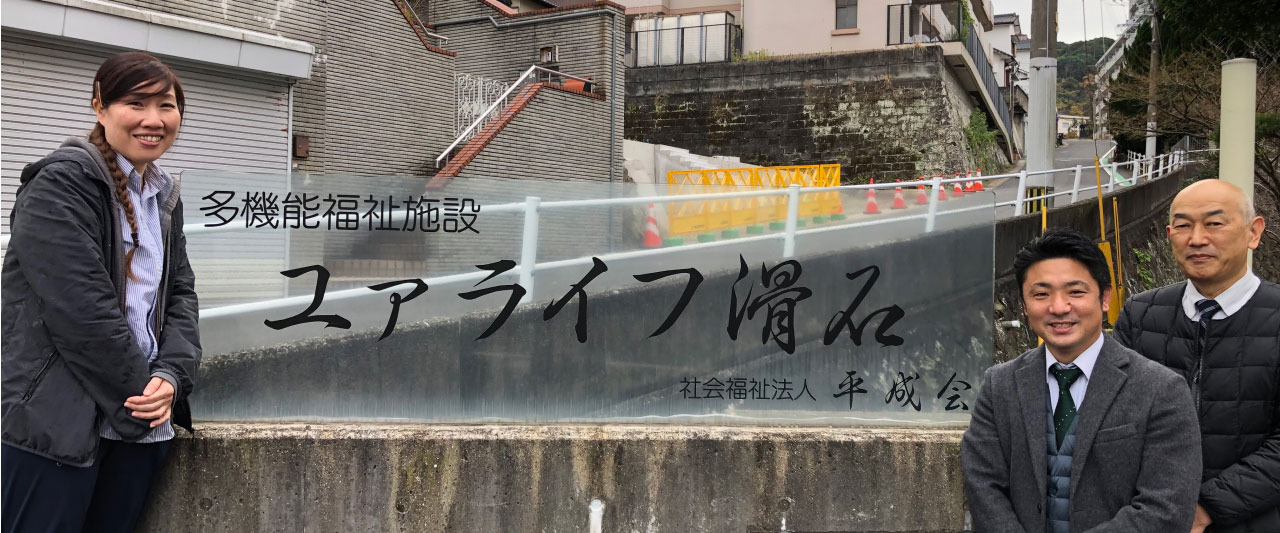 多機能福祉施設
ユアライフ滑石
社会福祉法人 平成会